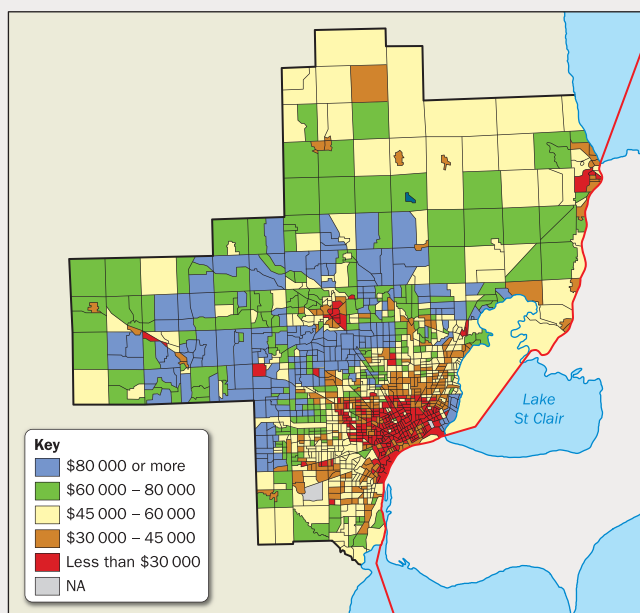 Lake
St Clair
Key
$80 000 or more
$60 000 – 80 000
$45 000 – 60 000
$30 000 – 45 000
Less than $30 000
NA